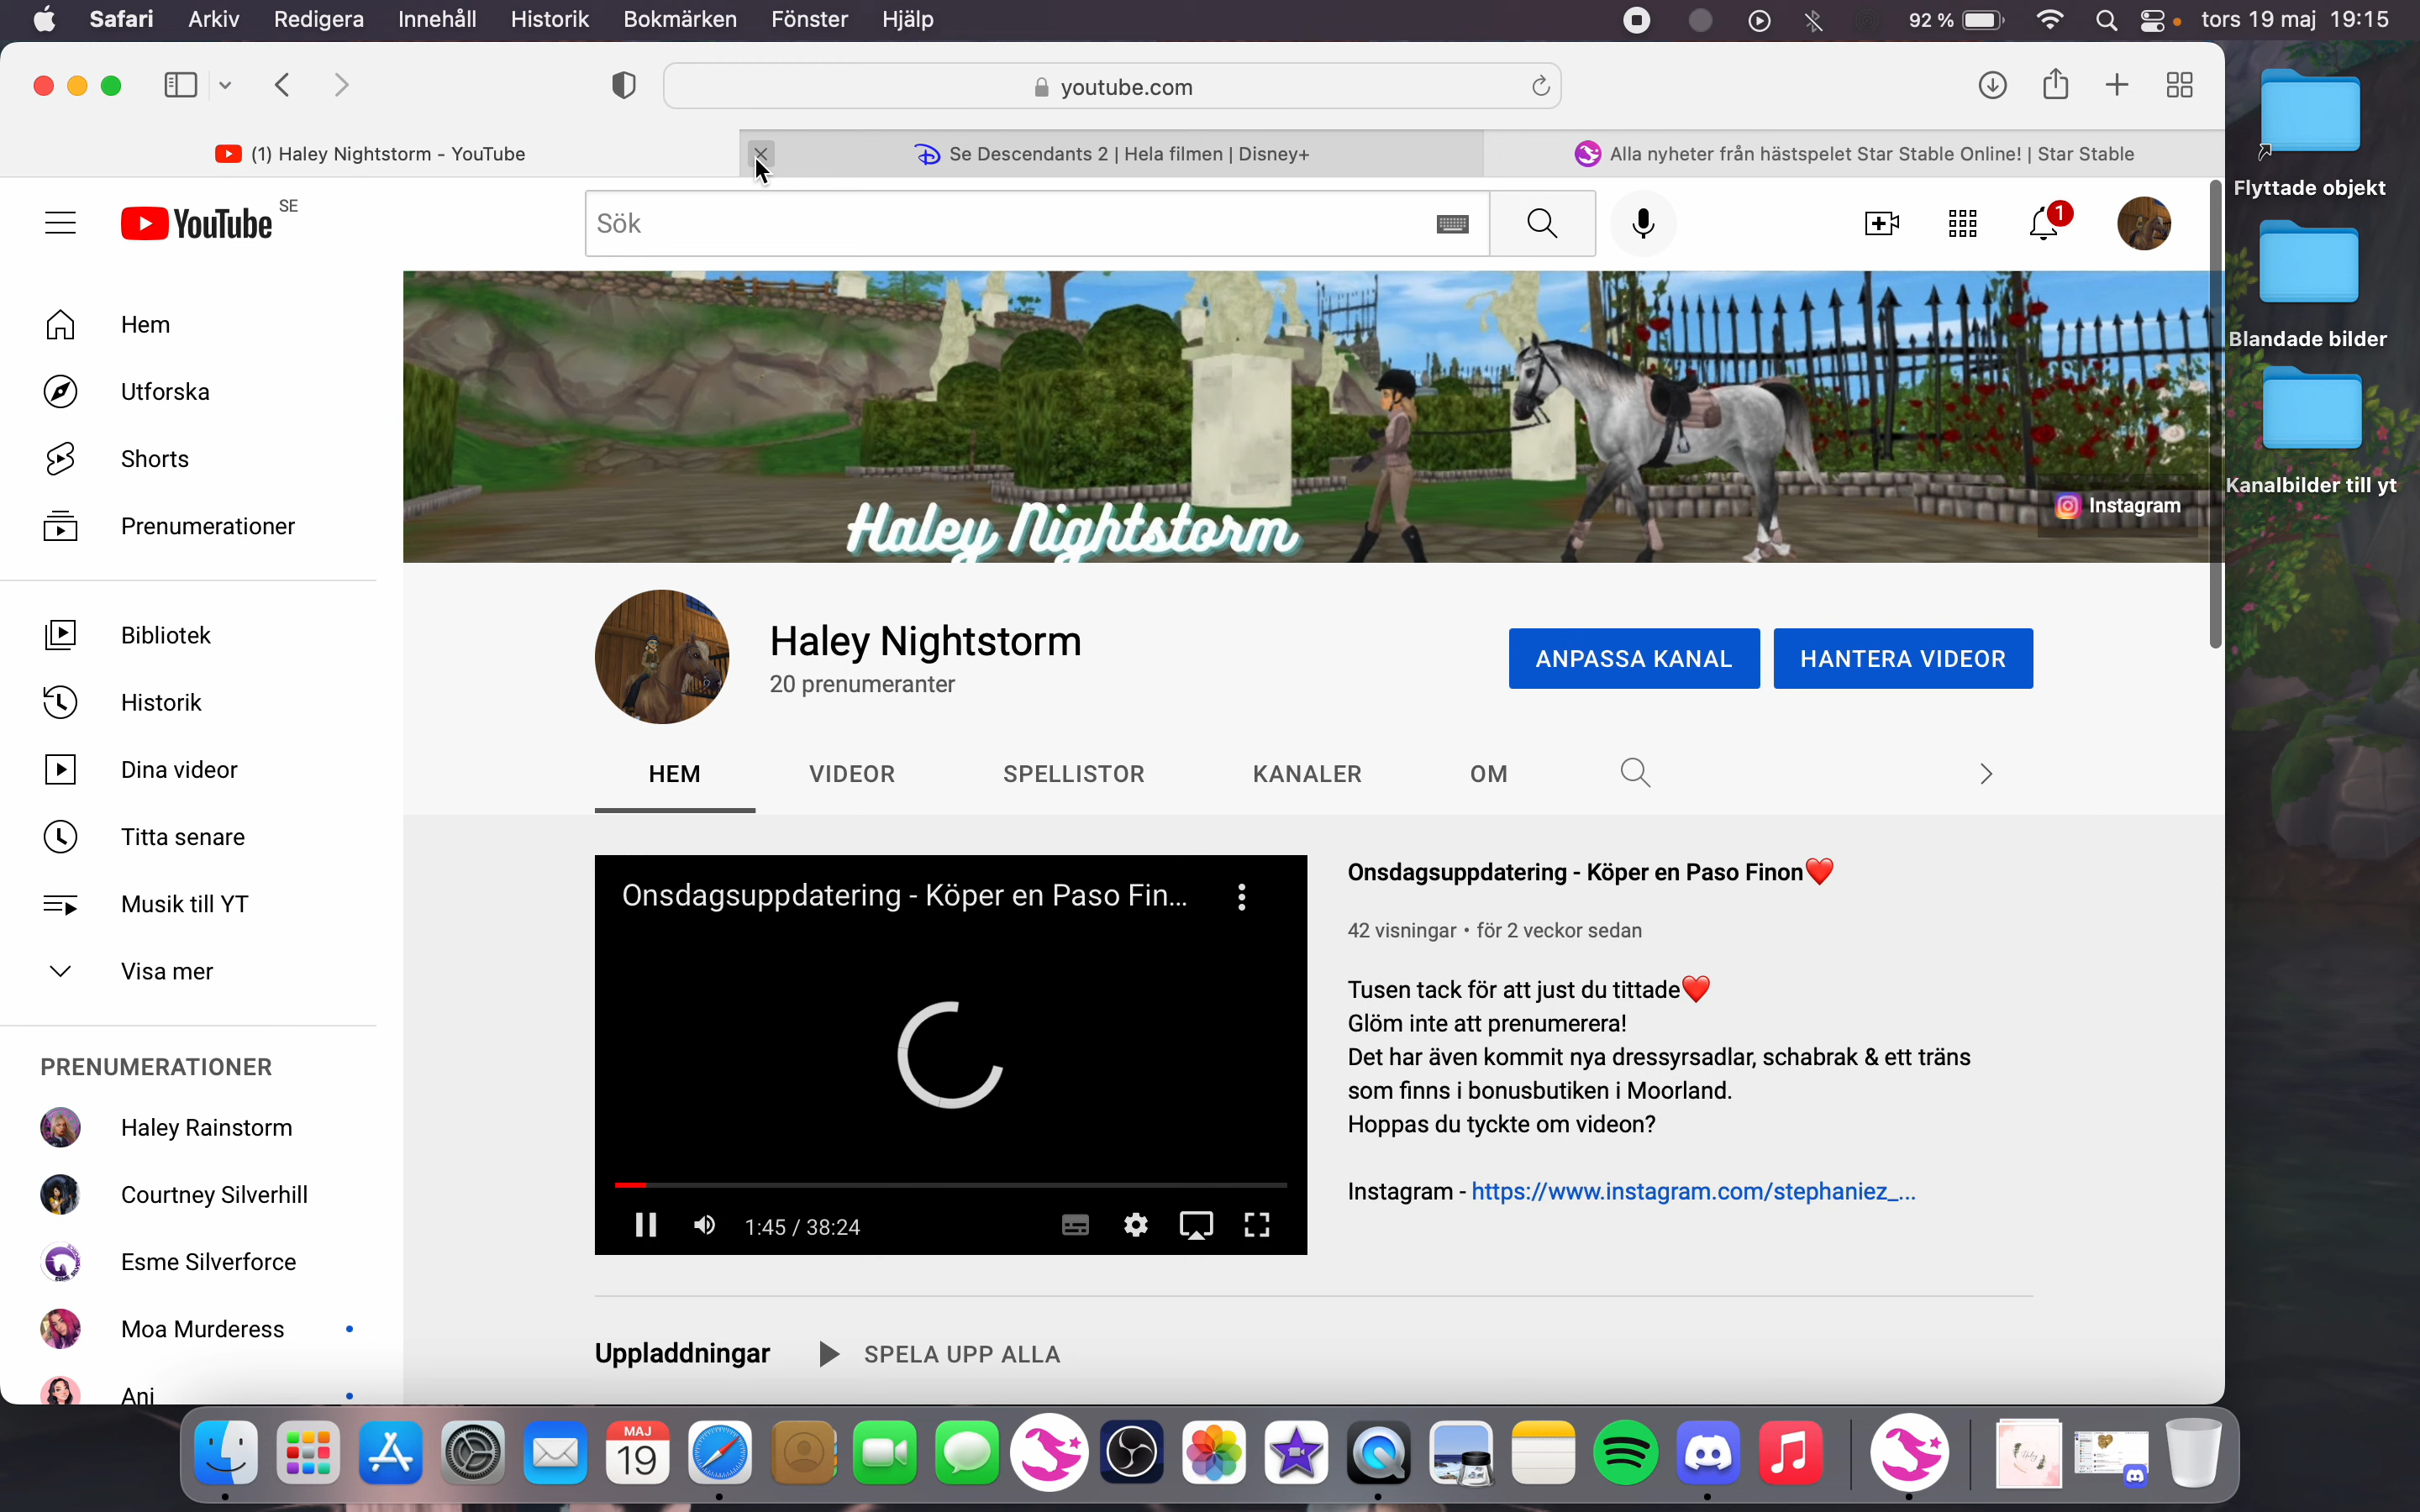 Safari Arkiv Redigera Innehåll Historik Bokmärken Fönster Hjälp 92 % tors 19 maj 19:15
youtube.com
(1) Haley Nightstorm - YouTube
Se Descendants 2 | Hela filmen | Disney+
Alla nyheter från hästspelet Star Stable Online! | Star Stable
YouTube SE
Sök
1
Flyttade objekt
Blandade bilder
Kanalbilder till yt
Hem
Utforska
Shorts
Prenumerationer
Bibliotek
Historik
Dina videor
Titta senare
Musik till YT
Visa mer
PRENUMERATIONER
Haley Rainstorm
Courtney Silverhill
Esme Silverforce
Moa Murderess
Ani
Haley Nightstorm
Instagram
Haley Nightstorm
20 prenumeranter
ANPASSA KANAL
HANTERA VIDEOR
HEM VIDEOR SPELLISTOR KANALER OM
Onsdagsuppdatering - Köper en Paso Fin...
1:45 / 38:24
Onsdagsuppdatering - Köper en Paso Finon❤️
42 visningar • för 2 veckor sedan
Tusen tack för att just du tittade❤️
Glöm inte att prenumerera!
Det har även kommit nya dressyrsadlar, schabrak & ett träns
som finns i bonusbutiken i Moorland.
Hoppas du tyckte om videon?
Instagram - https://www.instagram.com/stephaniez_...
Uppladdningar SPELA UPP ALLA
MAJ
19